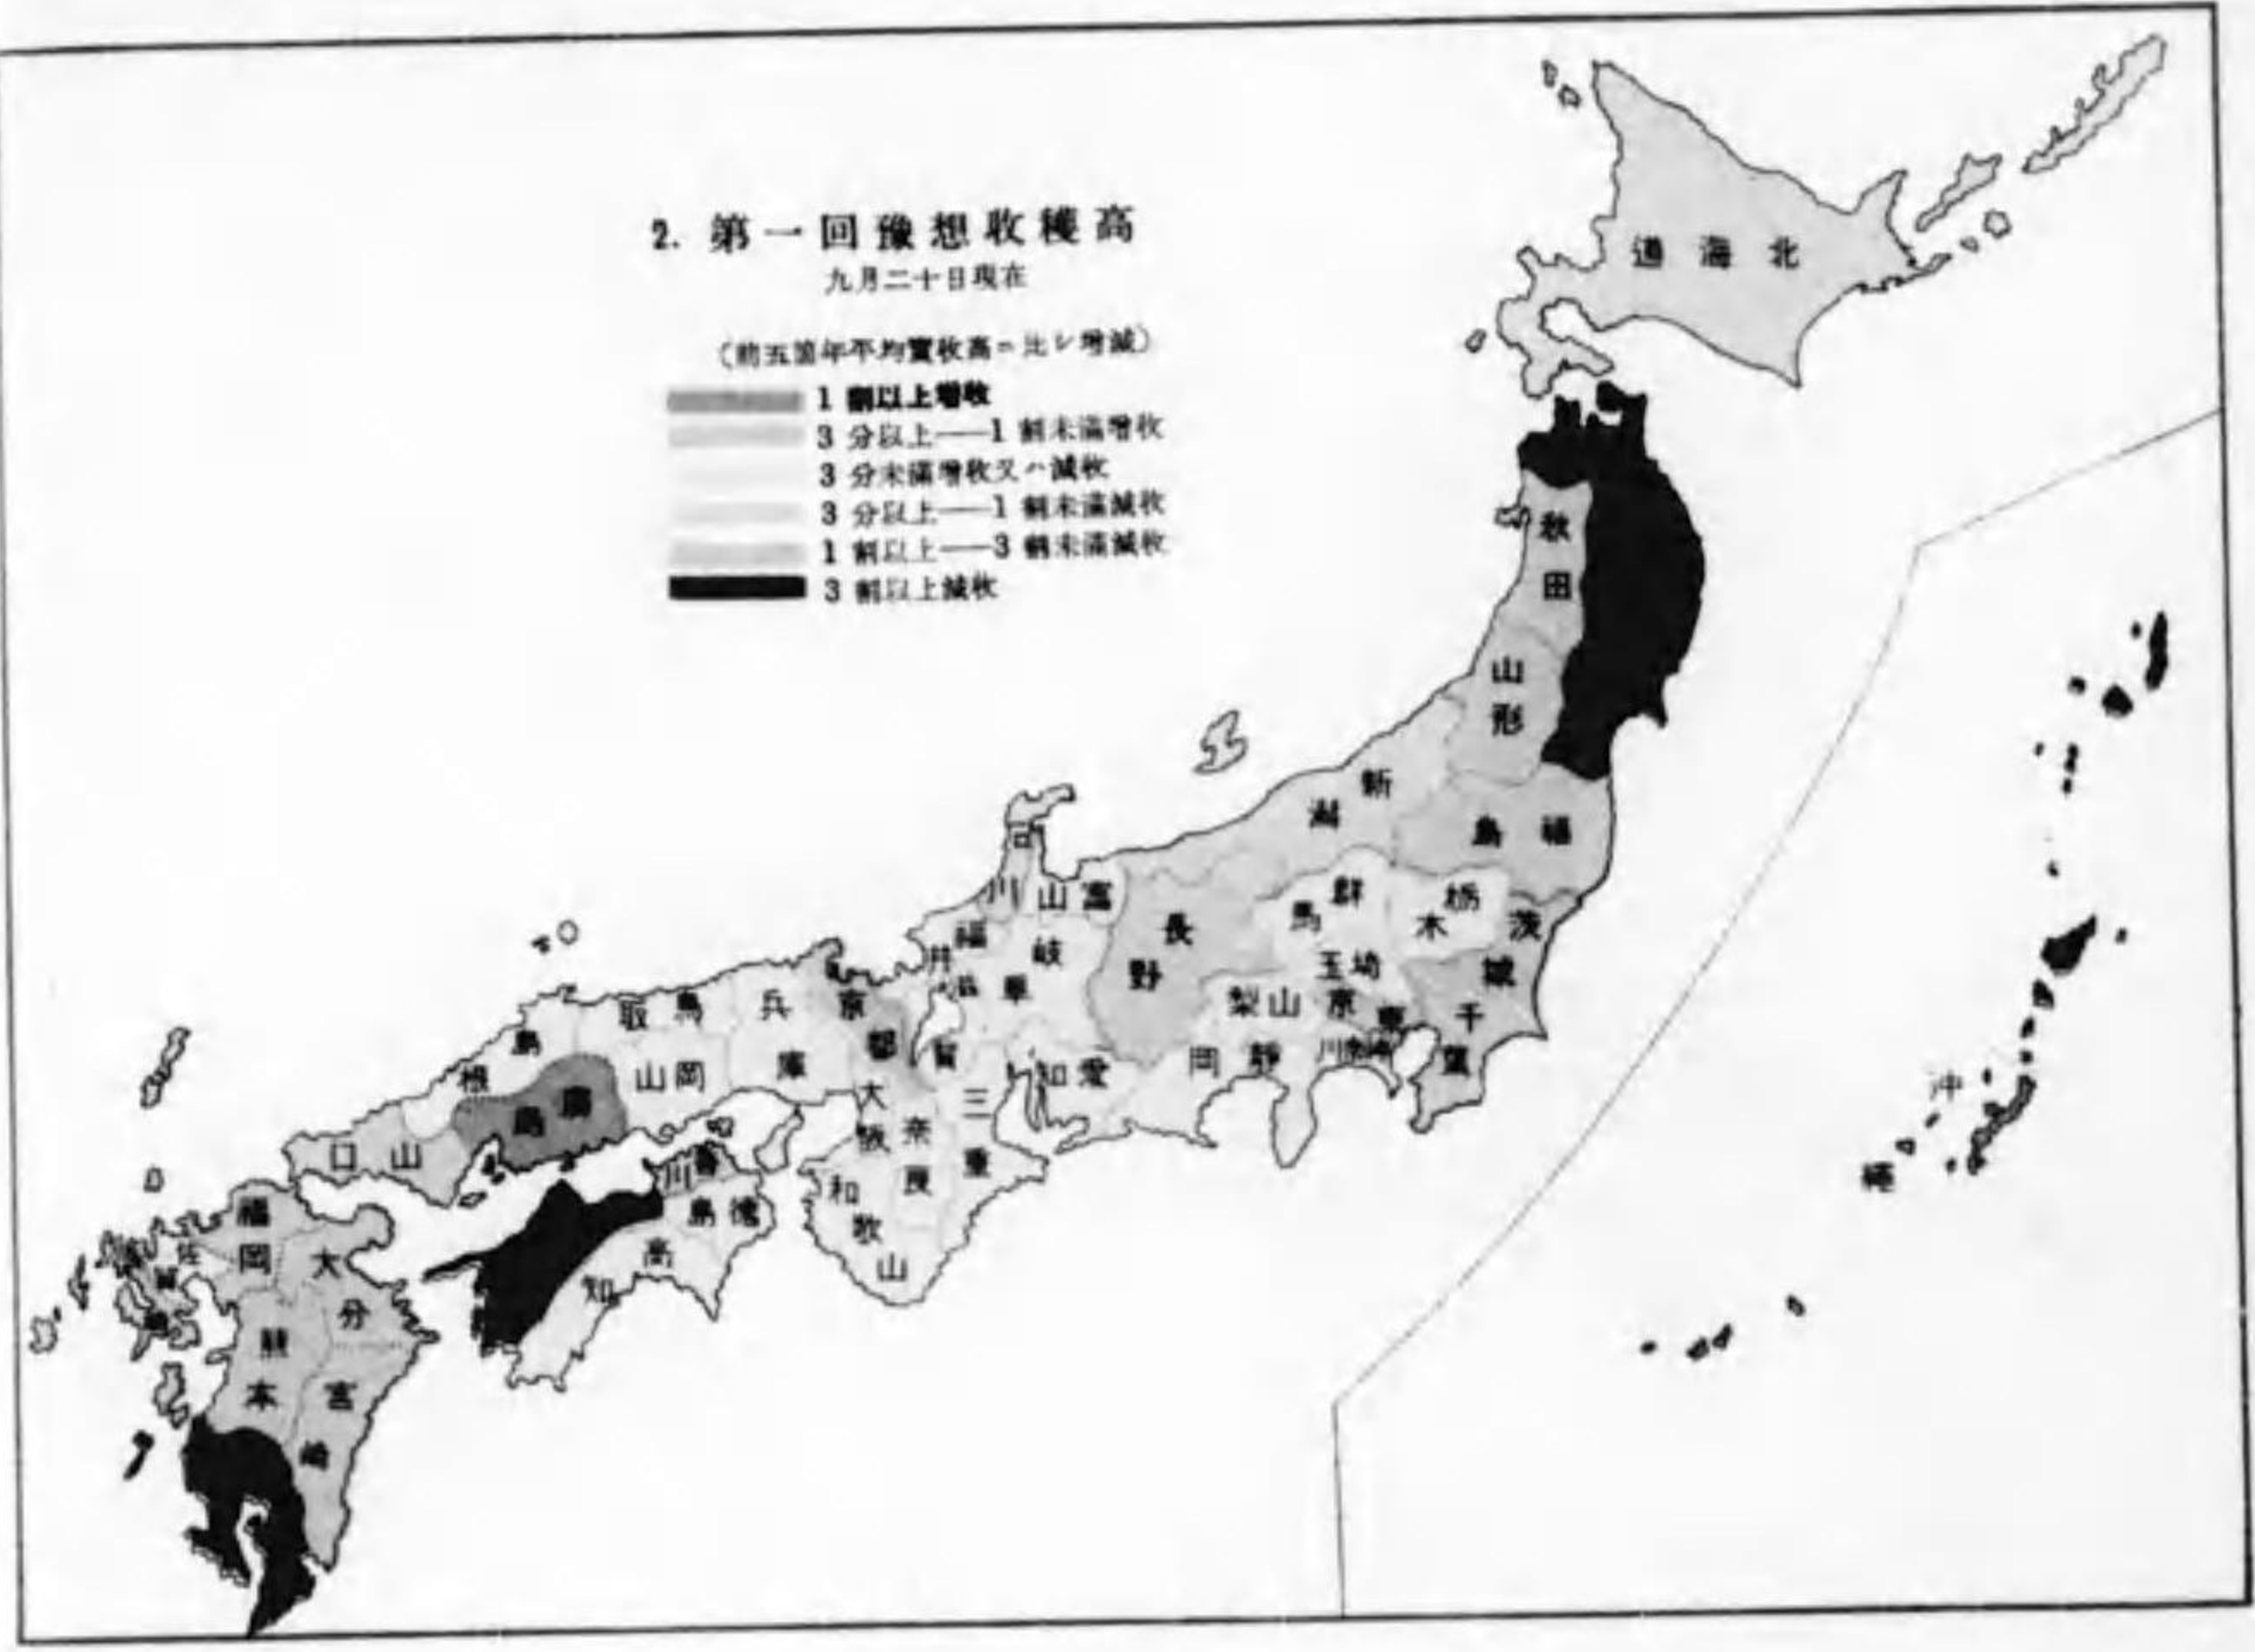 2. 第一回豫想收穫高
九月二十日現在
(前五箇年平均實收高ニ比シ增減)
1 割以上增收
3 分以上——1 割未滿增收
3 分未滿增收又ハ減收
3 分以上——1 割未滿減收
1 割以上——3 割未滿減收
3 割以上減收
道海北
秋田
山形
新潟
島福
川
山富
群馬
栃木
茨城
長野
福井
岐阜
玉埼
梨山
京東
千葉
川奈神
岡靜
知愛
滋賀
三重
京都
大阪
奈良
和歌山
兵庫
取鳥
山岡
島根
島廣
口山
川香
島德
高知
福岡
佐賀
大分
熊本
宮崎
沖繩